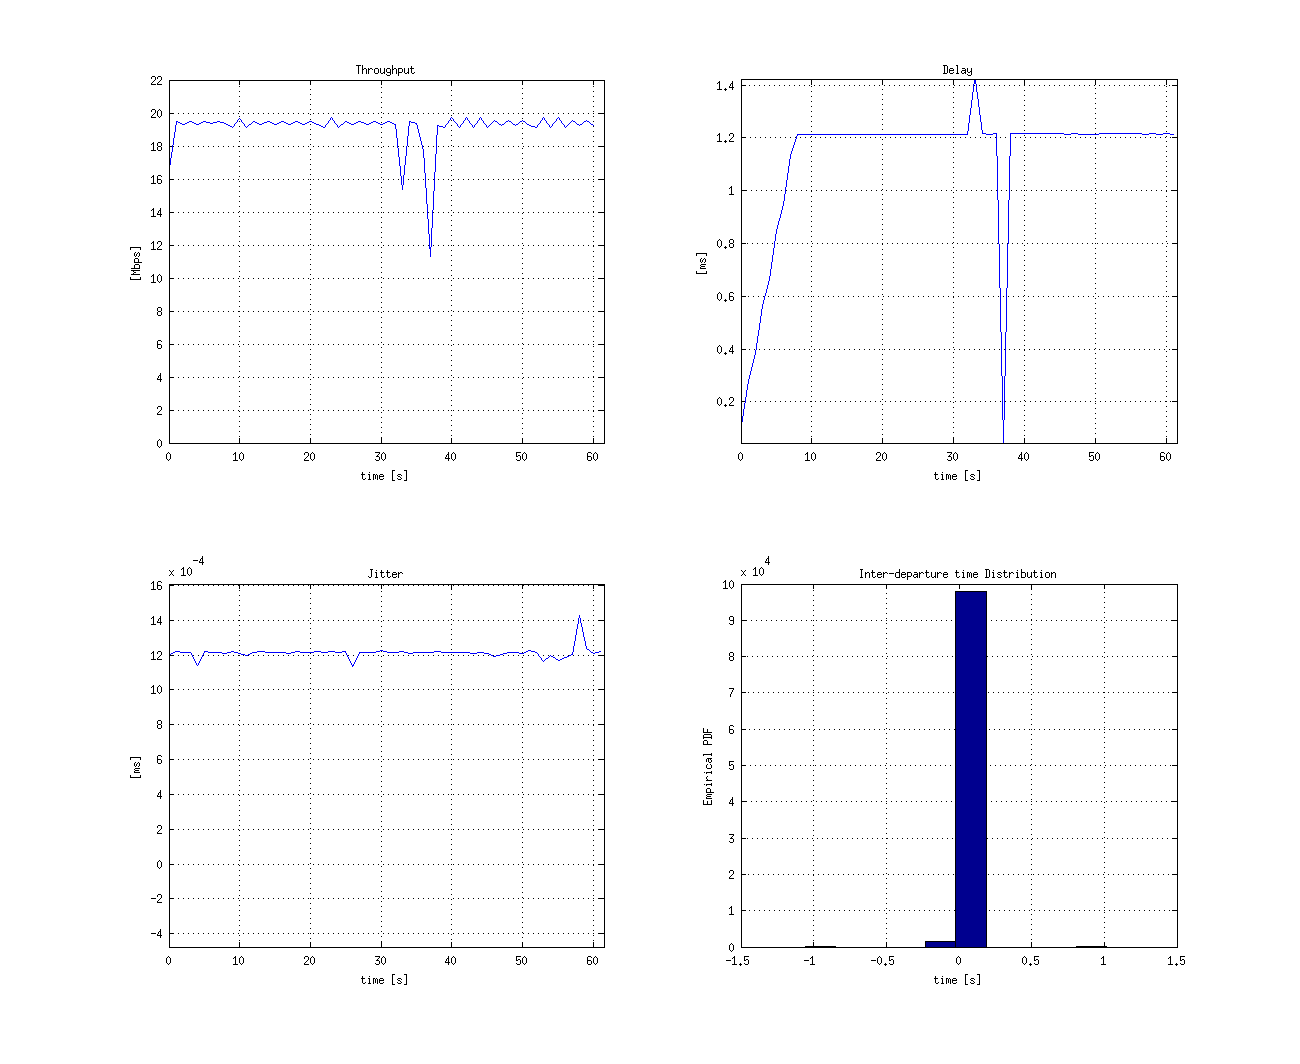 Throughput
22
20
18
16
14
12
10
8
6
4
2
0
[Mbps]
0 10 20 30 40 50 60
time [s]
Delay
1.4
1.2
1
0.8
0.6
0.4
0.2
[ms]
0 10 20 30 40 50 60
time [s]
x 10^-4
Jitter
16
14
12
10
8
6
4
2
0
-2
-4
[ms]
0 10 20 30 40 50 60
time [s]
x 10^4
Inter-departure time Distribution
10
9
8
7
6
5
4
3
2
1
0
Empirical PDF
-1.5 -1 -0.5 0 0.5 1 1.5
time [s]